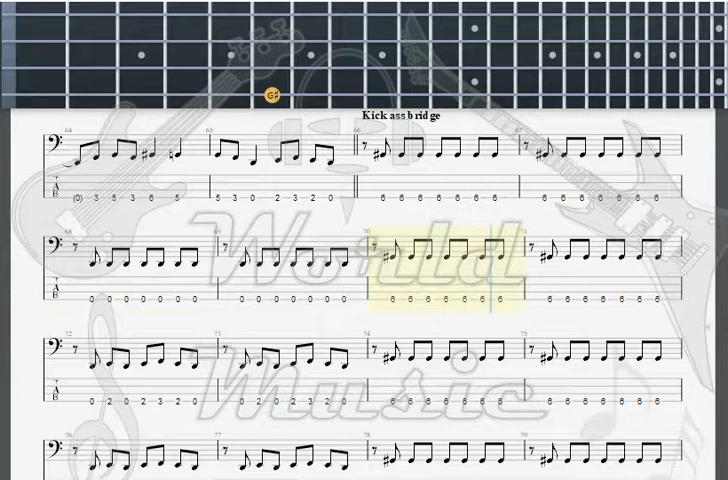 G#
Kick ass bridge
64 65 66 67
T A B (0) 3 5 3 6 5 5 3 0 2 3 2 0 6 6 6 6 6 6 6 6 6 6 6 6 6 6
68 69 70 71
T A B 0 0 0 0 0 0 0 0 0 0 0 0 0 0 6 6 6 6 6 6 6 6 6 6 6 6 6 6
72 73 74 75
T A B 0 2 0 2 3 2 0 0 2 0 2 3 2 0 6 6 6 6 6 6 6 6 6 6 6 6 6 6
76 77 78 79
World
Music